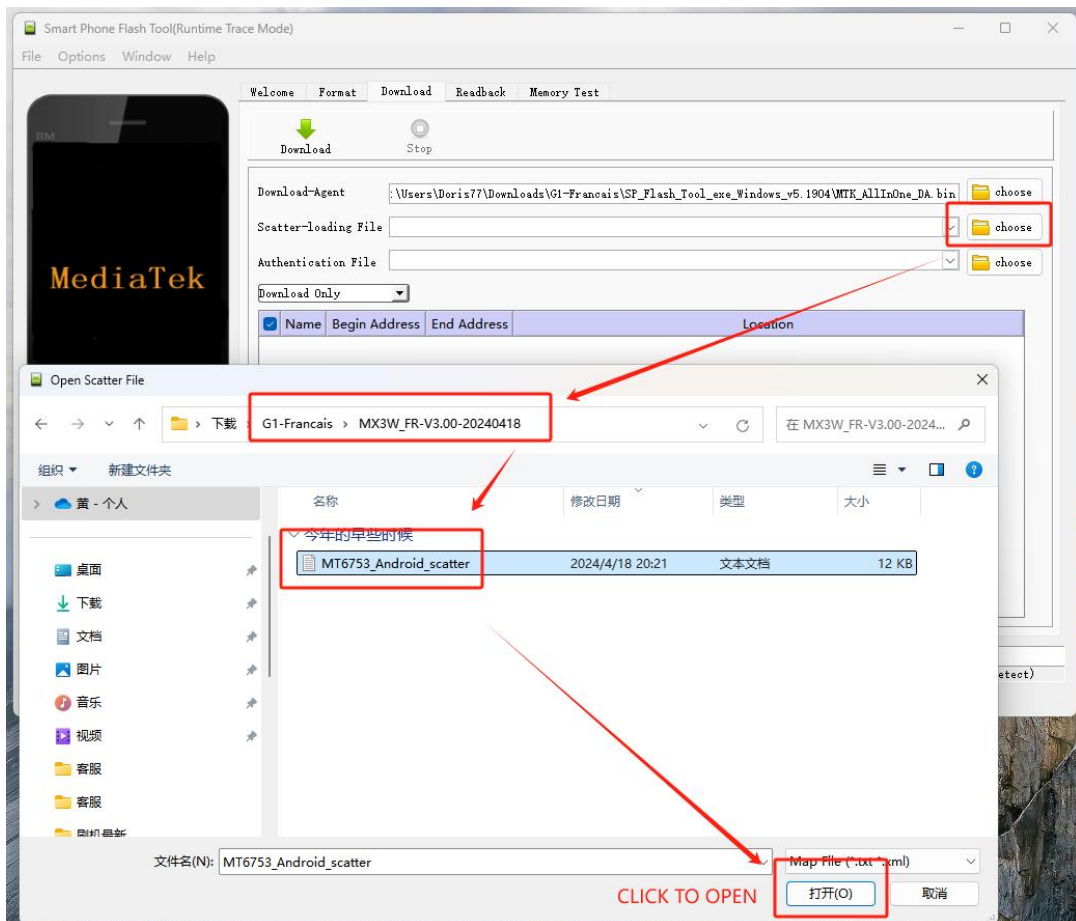 Smart Phone Flash Tool(Runtime Trace Mode)
File Options Window Help
Welcome Format Download Readback Memory Test
BM
Download Stop
Download-Agent :\Users\Doris77\Downloads\G1-Francais\SP_Flash_Tool_exe_Windows_v5.1904\MTK_AllInOne_DA.bin choose
Scatter-loading File choose
Authentication File choose
MediaTek
Download Only
Name Begin Address End Address Location
Open Scatter File
下载 G1-Francais › MX3W_FR-V3.00-20240418 在 MX3W_FR-V3.00-2024...
组织 新建文件夹
黄 - 个人
名称 修改日期 类型 大小
今年的早些时候
MT6753_Android_scatter 2024/4/18 20:21 文本文档 12 KB
桌面
下载
文档
图片
音乐
视频
客服
客服
刷机最新
etect)
文件名(N): MT6753_Android_scatter Map File (*.txt *.xml)
CLICK TO OPEN 打开(O) 取消